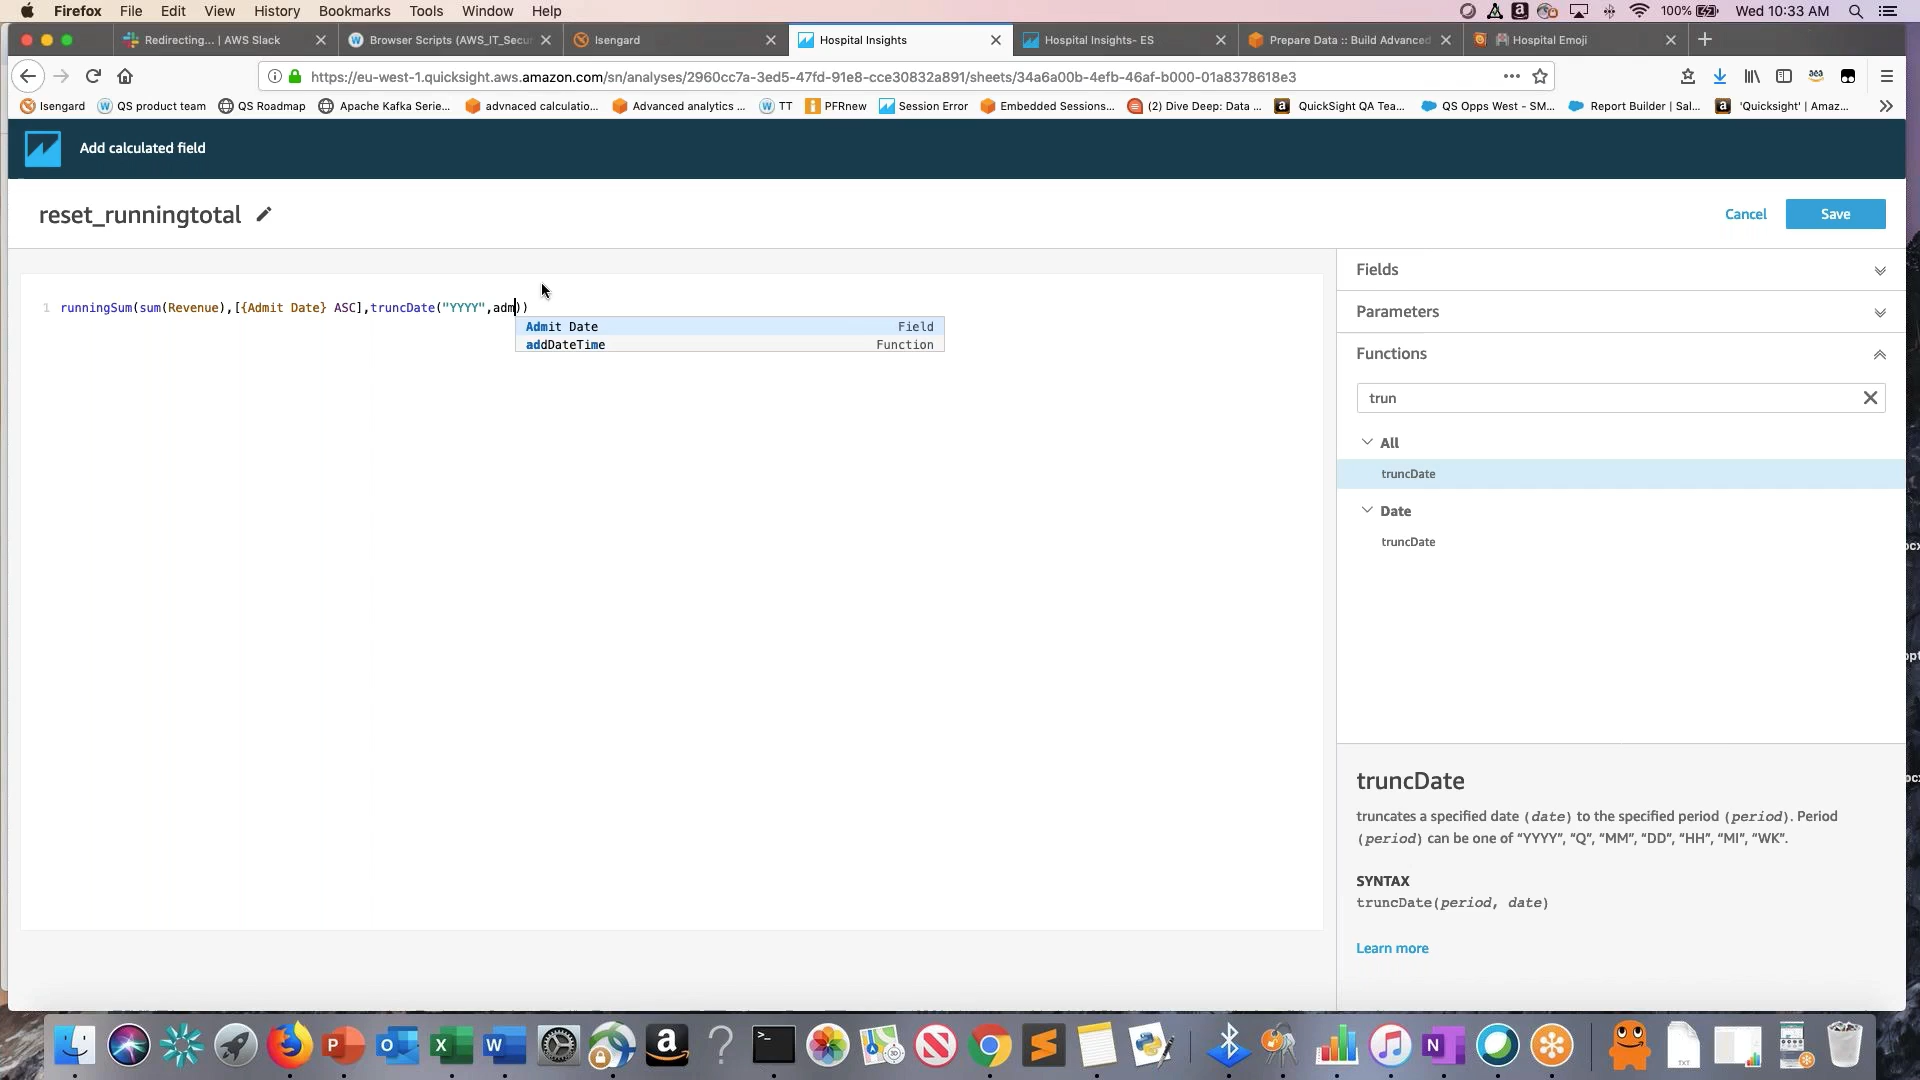 Firefox File Edit View History Bookmarks Tools Window Help 100% Wed 10:33 AM
Redirecting... | AWS Slack Browser Scripts (AWS_IT_Secur Isengard Hospital Insights Hospital Insights- ES Prepare Data :: Build Advanced Hospital Emoji
https://eu-west-1.quicksight.aws.amazon.com/sn/analyses/2960cc7a-3ed5-47fd-91e8-cce30832a891/sheets/34a6a00b-4efb-46af-b000-01a8378618e3
Isengard QS product team QS Roadmap Apache Kafka Serie... advnaced calculatio... Advanced analytics ... TT PFRnew Session Error Embedded Sessions... (2) Dive Deep: Data ... QuickSight QA Tea... QS Opps West - SM... Report Builder | Sal... 'Quicksight' | Amaz...
Add calculated field
reset_runningtotal
Cancel Save
1 runningSum(sum(Revenue),[{Admit Date} ASC],truncDate("YYYY",adm))
Admit Date Field
addDateTime Function
Fields
Parameters
Functions
trun
All
truncDate
Date
truncDate
truncDate
truncates a specified date (date) to the specified period (period). Period
(period) can be one of “YYYY”, “Q”, “MM”, “DD”, “HH”, “MI”, “WK”.
SYNTAX
truncDate(period, date)
Learn more